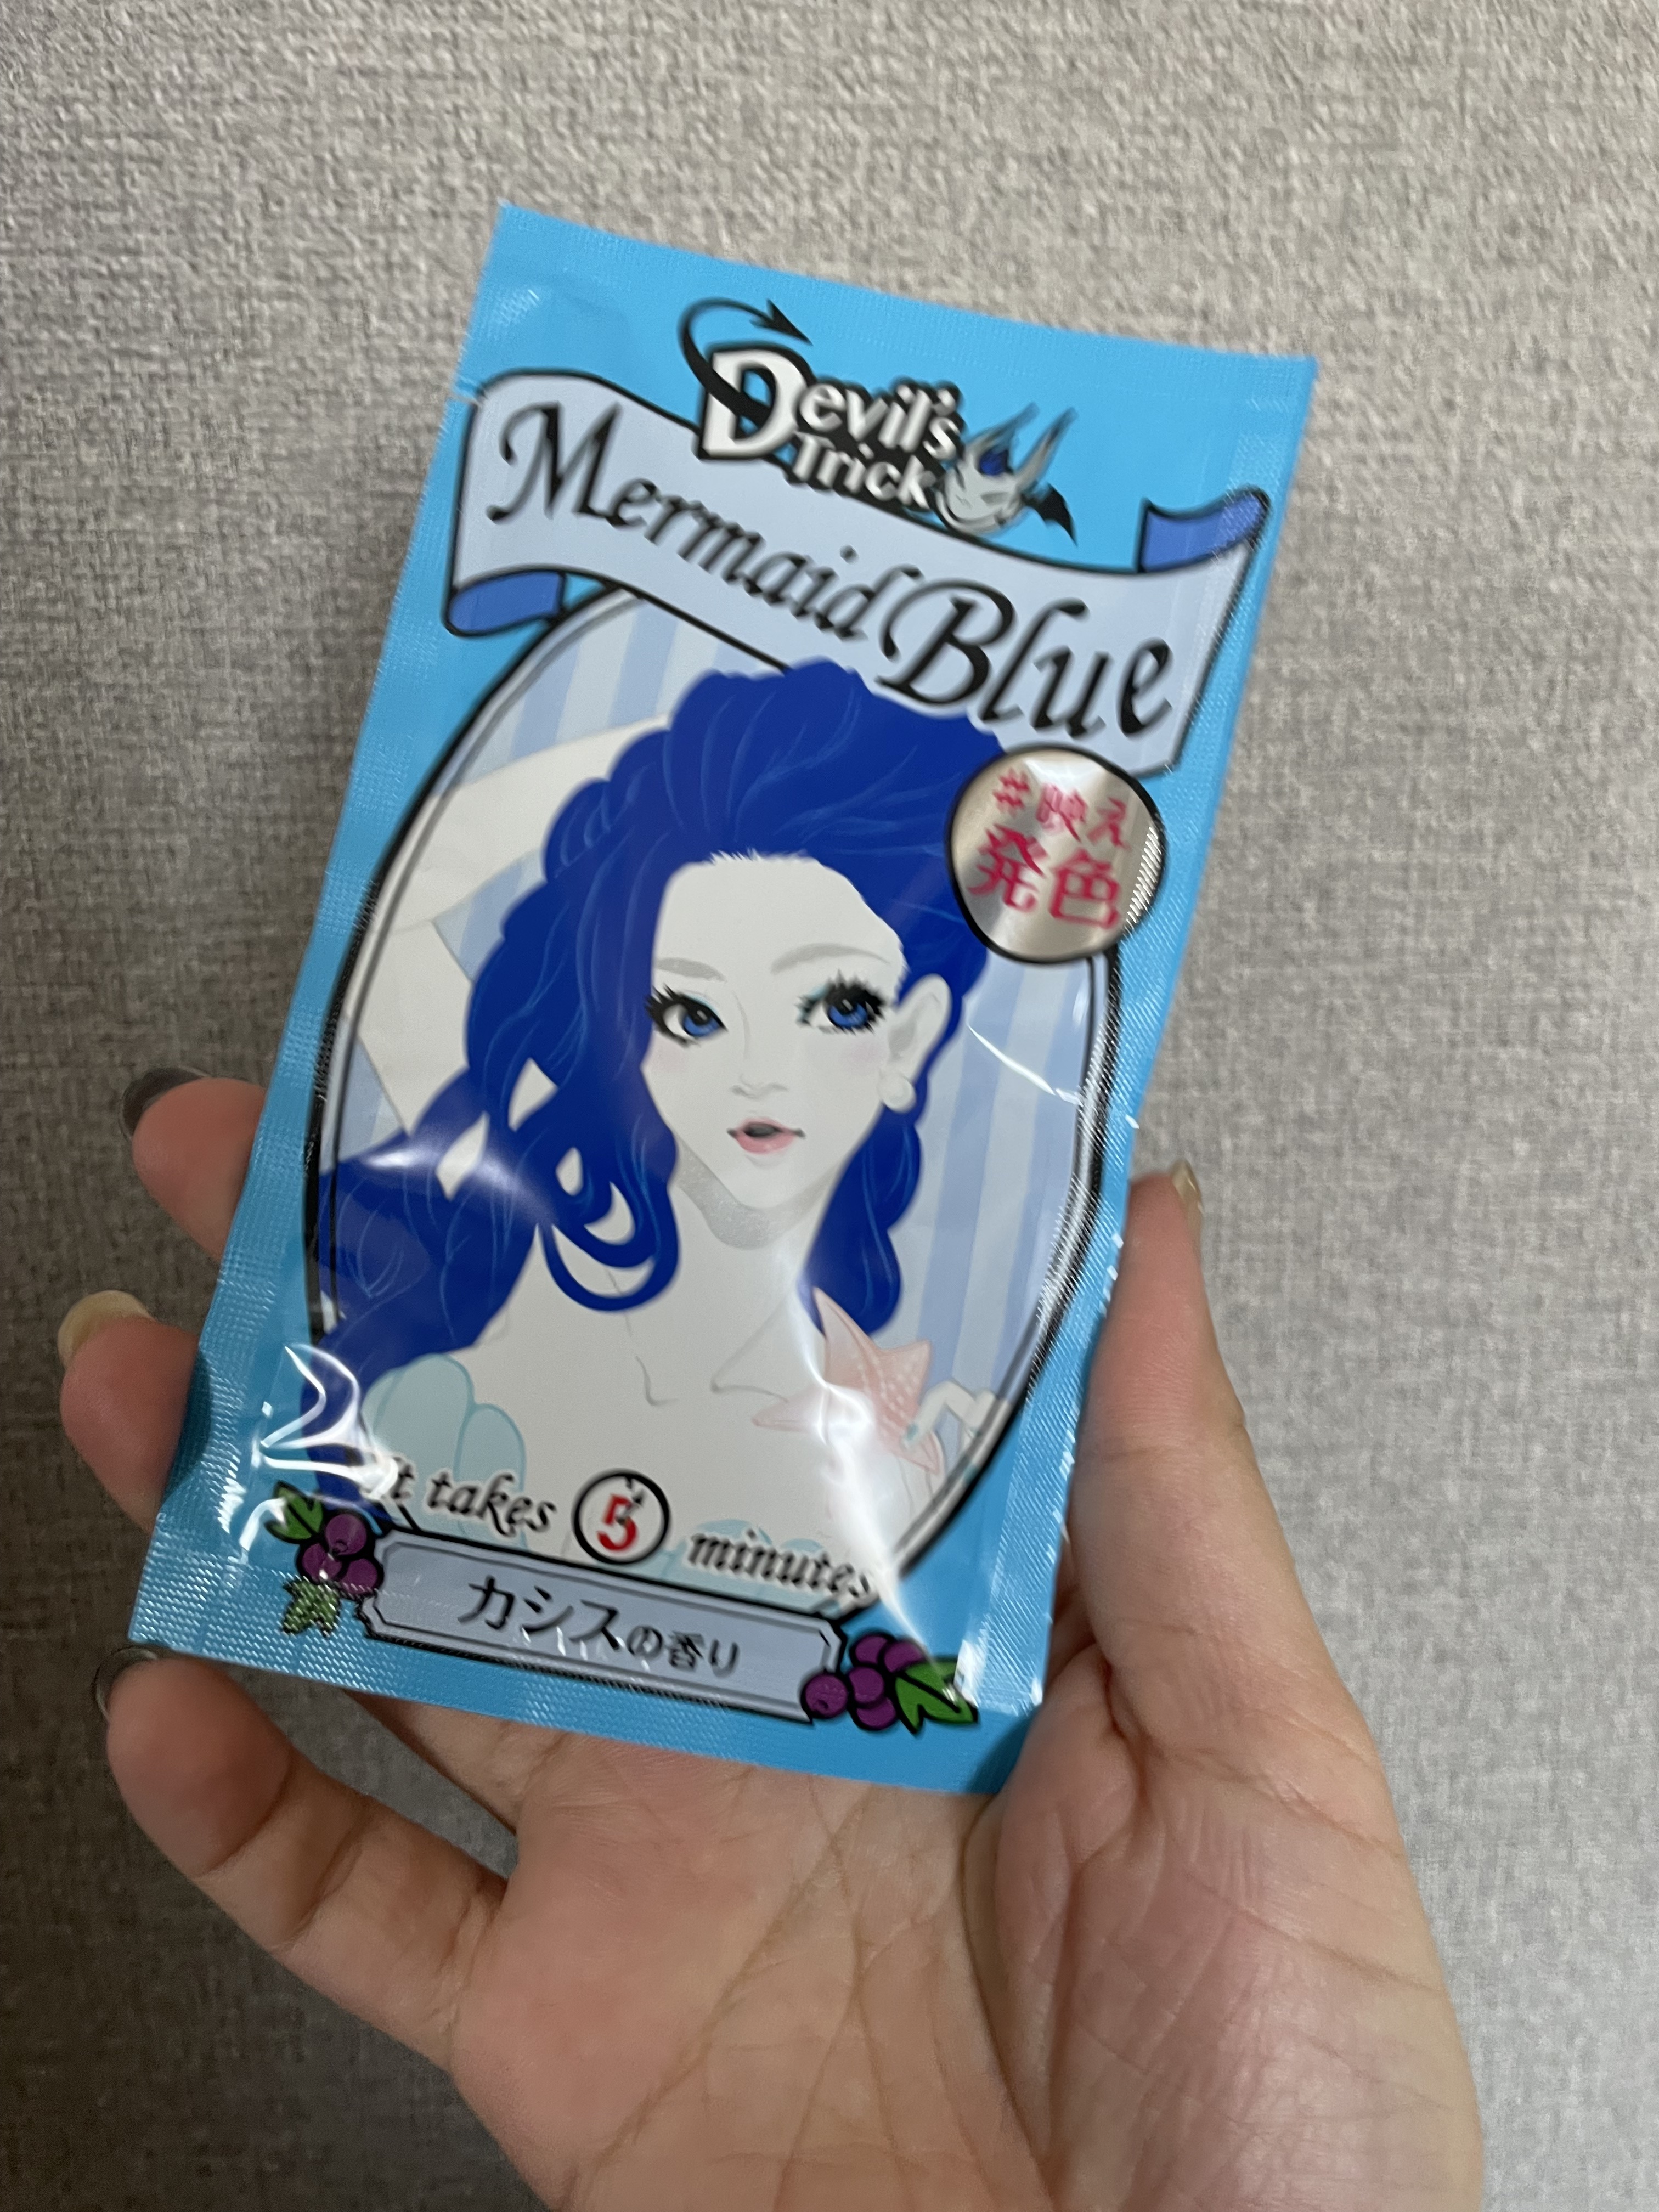 Devil's
Trick
Mermaid Blue
#映え
発色
It takes 5 minutes
カシスの香り